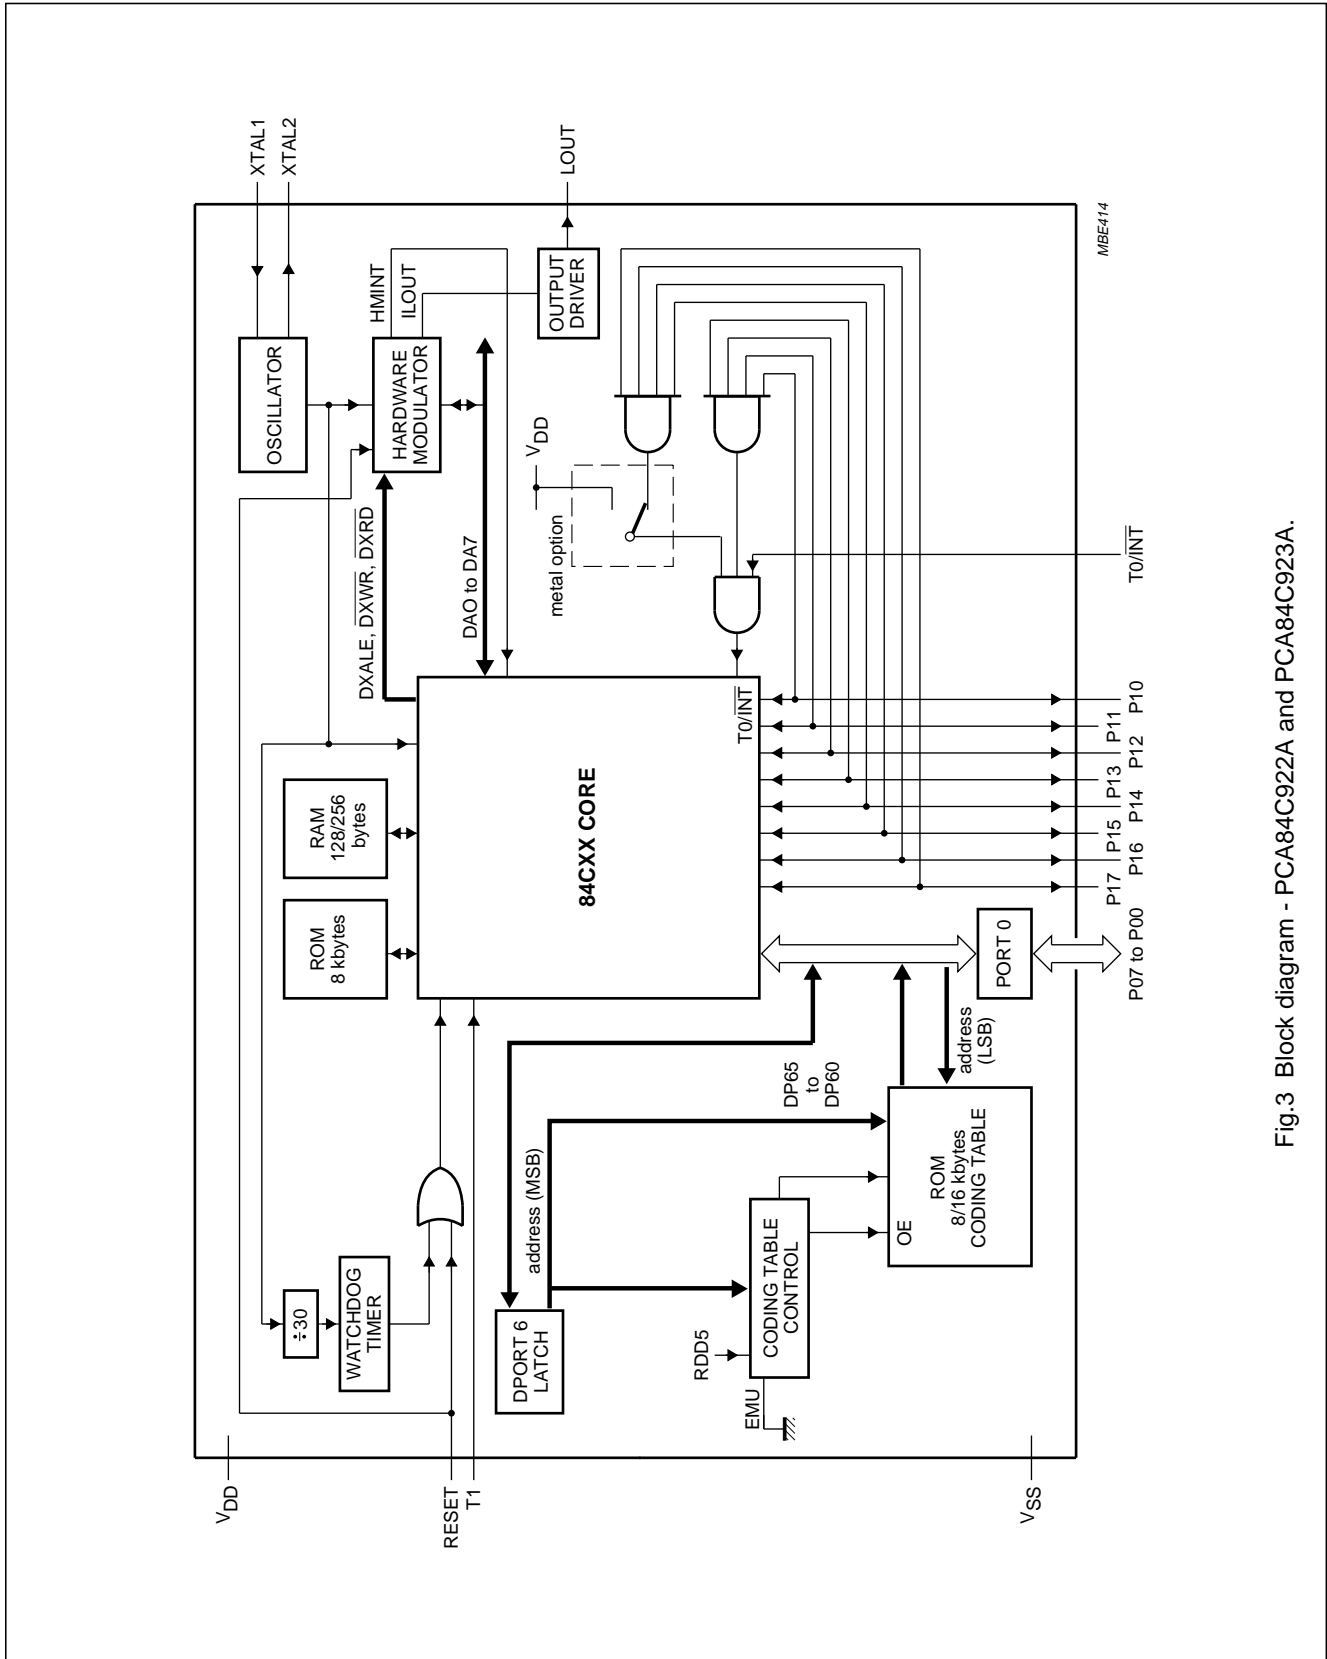 XTAL1
XTAL2
LOUT
OSCILLATOR
HARDWARE
MODULATOR
HMINT
ILOUT
OUTPUT
DRIVER
MBE414
DXALE, DXWR, DXRD
DAO to DA7
VDD
metal option
T0/INT
RAM
128/256
bytes
ROM
8 kbytes
84CXX CORE
T0/INT
P10
P11
P12
P13
P14
P15
P16
P17
P07 to P00
PORT 0
÷30
WATCHDOG
TIMER
DPORT 6
LATCH
address (MSB)
DP65
to
DP60
address
(LSB)
RDD5
EMU
CODING TABLE
CONTROL
OE
ROM
8/16 kbytes
CODING TABLE
VDD
RESET
T1
VSS
Fig.3 Block diagram - PCA84C922A and PCA84C923A.